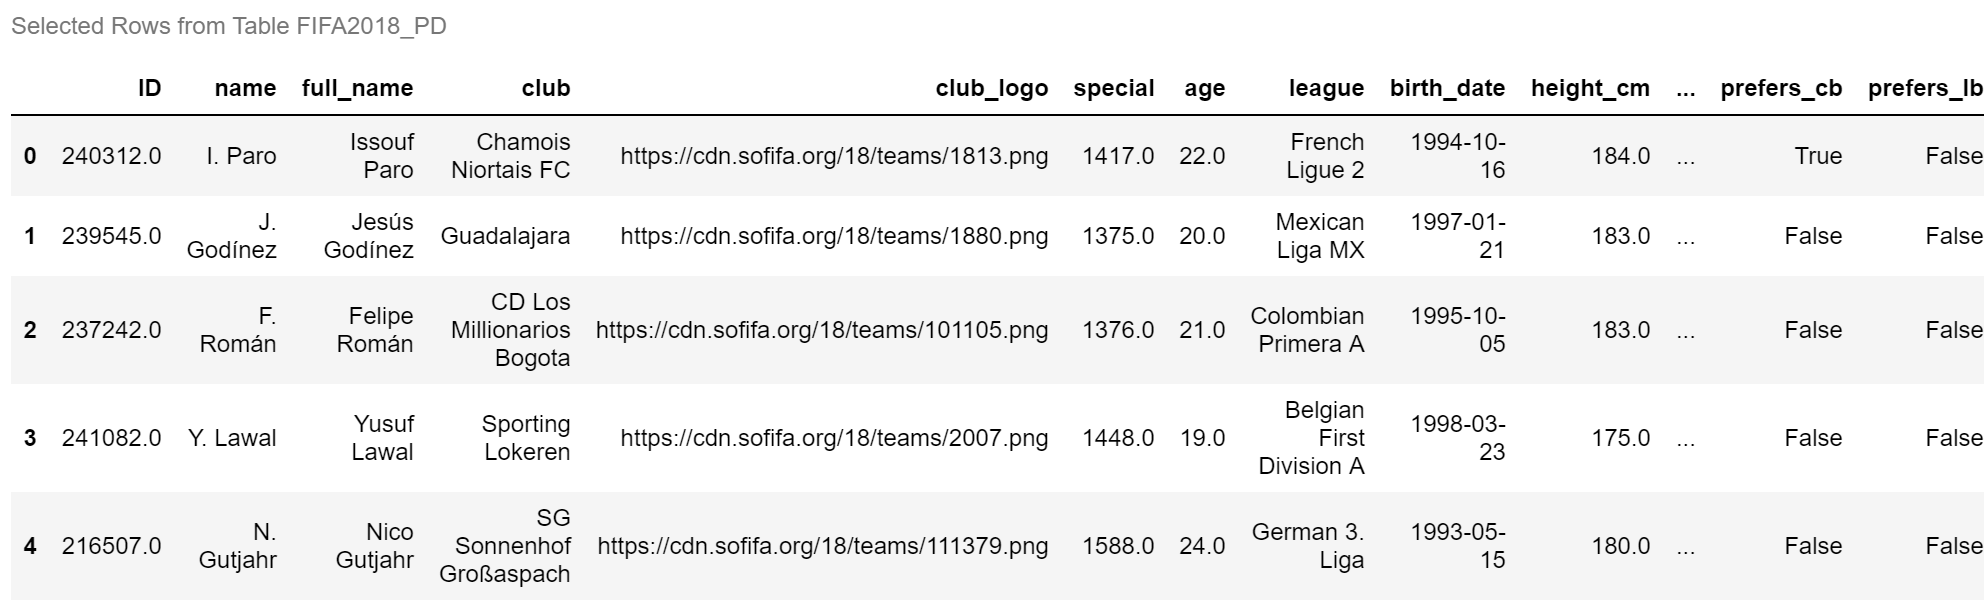 Selected Rows from Table FIFA2018_PD
ID name full_name club club_logo special age league birth_date height_cm ... prefers_cb prefers_lb
0 240312.0 I. Paro Issouf Paro Chamois Niortais FC https://cdn.sofifa.org/18/teams/1813.png 1417.0 22.0 French Ligue 2 1994-10-16 184.0 ... True False
1 239545.0 J. Godínez Jesús Godínez Guadalajara https://cdn.sofifa.org/18/teams/1880.png 1375.0 20.0 Mexican Liga MX 1997-01-21 183.0 ... False False
2 237242.0 F. Román Felipe Román CD Los Millionarios Bogota https://cdn.sofifa.org/18/teams/101105.png 1376.0 21.0 Colombian Primera A 1995-10-05 183.0 ... False False
3 241082.0 Y. Lawal Yusuf Lawal Sporting Lokeren https://cdn.sofifa.org/18/teams/2007.png 1448.0 19.0 Belgian First Division A 1998-03-23 175.0 ... False False
4 216507.0 N. Gutjahr Nico Gutjahr SG Sonnenhof Großaspach https://cdn.sofifa.org/18/teams/111379.png 1588.0 24.0 German 3. Liga 1993-05-15 180.0 ... False False